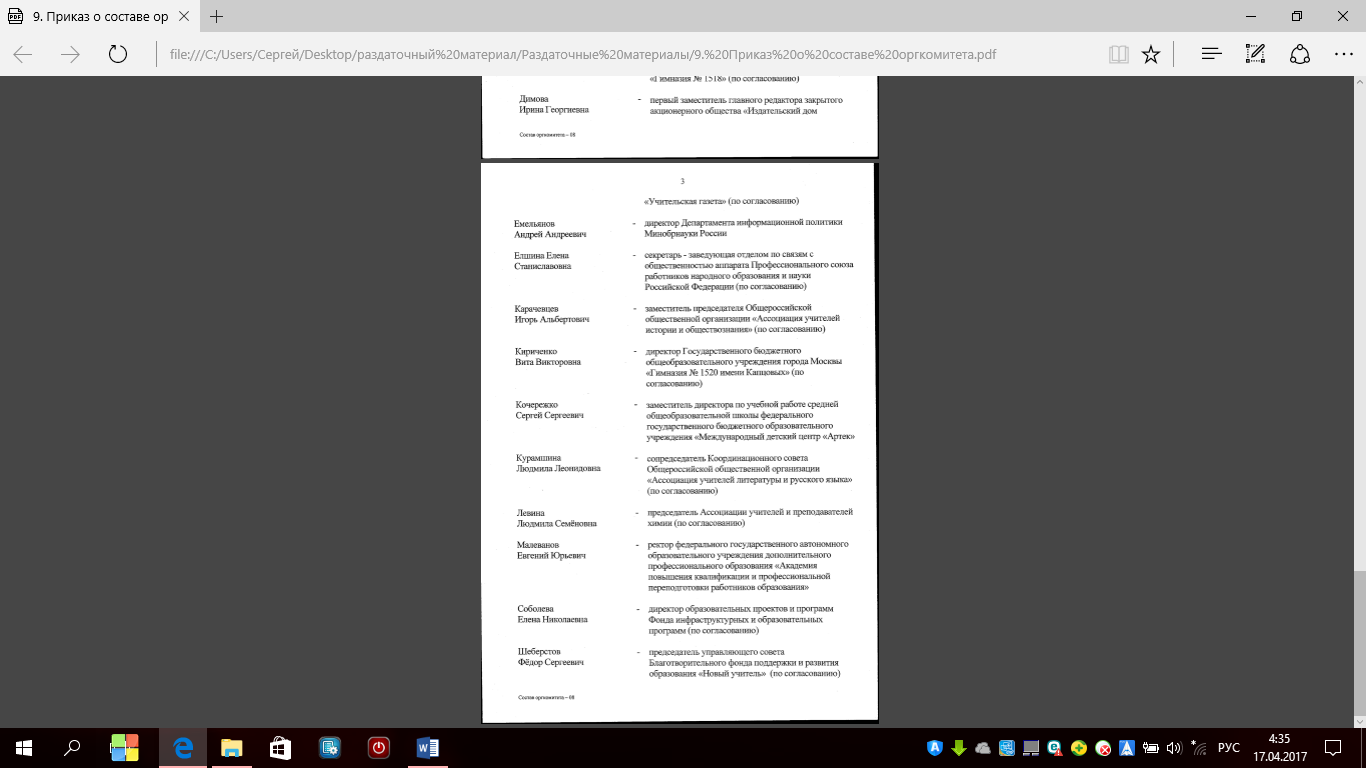 9. Приказ о составе ор
file:///C:/Users/Сергей/Desktop/раздаточный%20материал/Раздаточные%20материалы/9.%20Приказ%20о%20составе%20оргкомитета.pdf
«Гимназия № 1518» (по согласованию)
Димова - первый заместитель главного редактора закрытого
Ирина Георгиевна акционерного общества «Издательский дом
Состав оргкомитета – 08
3
«Учительская газета» (по согласованию)
Емельянов - директор Департамента информационной политики
Андрей Андреевич Минобрнауки России
Елшина Елена - секретарь - заведующая отделом по связям с
Станиславовна общественностью аппарата Профессионального союза
работников народного образования и науки
Российской Федерации (по согласованию)
Карачевцев - заместитель председателя Общероссийской
Игорь Альбертович общественной организации «Ассоциация учителей
истории и обществознания» (по согласованию)
Кириченко - директор Государственного бюджетного
Вита Викторовна общеобразовательного учреждения города Москвы
«Гимназия № 1520 имени Капцовых» (по
согласованию)
Кочережко - заместитель директора по учебной работе средней
Сергей Сергеевич общеобразовательной школы федерального
государственного бюджетного образовательного
учреждения «Международный детский центр «Артек»
Курамшина - сопредседатель Координационного совета
Людмила Леонидовна Общероссийской общественной организации
«Ассоциация учителей литературы и русского языка»
(по согласованию)
Левина - председатель Ассоциации учителей и преподавателей
Людмила Семёновна химии (по согласованию)
Малеванов - ректор федерального государственного автономного
Евгений Юрьевич образовательного учреждения дополнительного
профессионального образования «Академия
повышения квалификации и профессиональной
переподготовки работников образования»
Соболева - директор образовательных проектов и программ
Елена Николаевна Фонда инфраструктурных и образовательных
программ (по согласованию)
Шеберстов - председатель управляющего совета
Фёдор Сергеевич Благотворительного фонда поддержки и развития
образования «Новый учитель» (по согласованию)
Состав оргкомитета – 08
РУС
4:35
17.04.2017